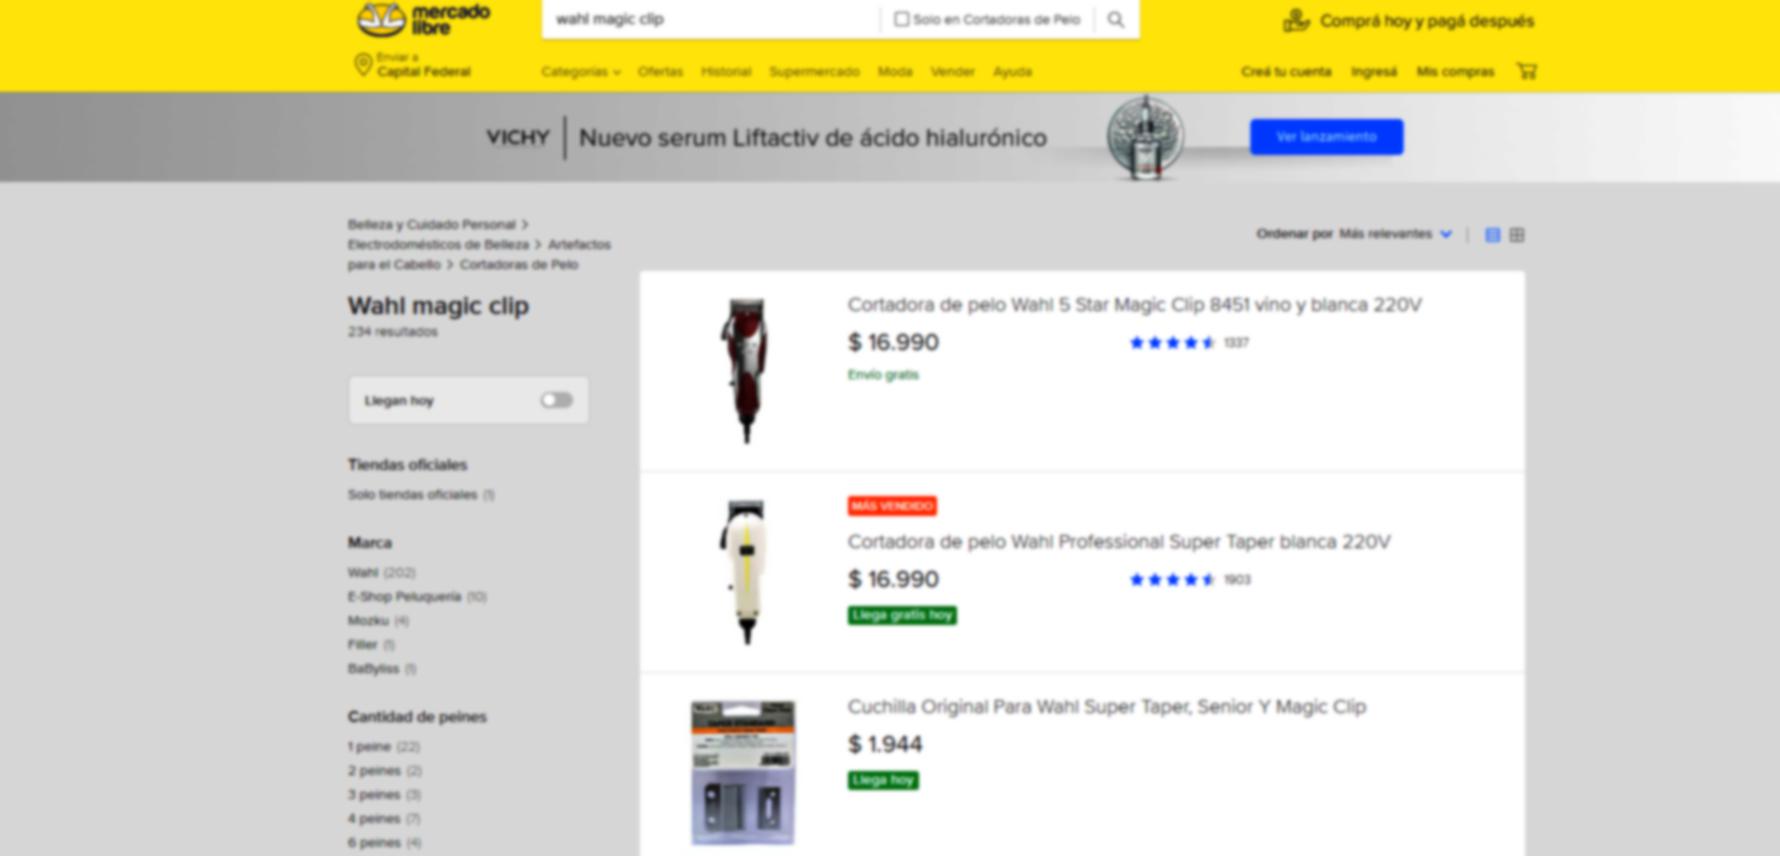 mercado
libre
wahl magic clip
Solo en Cortadoras de Pelo
Comprá hoy y pagá después
Enviar a
Capital Federal
Categorías Ofertas Historial Supermercado Moda Vender Ayuda
Creá tu cuenta Ingresá Mis compras
VICHY Nuevo serum Liftactiv de ácido hialurónico
Ver lanzamiento
Belleza y Cuidado Personal >
Electrodomésticos de Belleza > Artefactos
para el Cabello > Cortadoras de Pelo
Ordenar por Más relevantes
Wahl magic clip
234 resultados
Llegan hoy
Tiendas oficiales
Solo tiendas oficiales (1)
Marca
Wahl (202)
E-Shop Peluquería (10)
Mozku (4)
Filler (1)
BaByliss (1)
Cantidad de peines
1 peine (22)
2 peines (2)
3 peines (3)
4 peines (7)
6 peines (4)
Cortadora de pelo Wahl 5 Star Magic Clip 8451 vino y blanca 220V
$ 16.990
1337
Envío gratis
MÁS VENDIDO
Cortadora de pelo Wahl Professional Super Taper blanca 220V
$ 16.990
1903
Llega gratis hoy
Cuchilla Original Para Wahl Super Taper, Senior Y Magic Clip
$ 1.944
Llega hoy